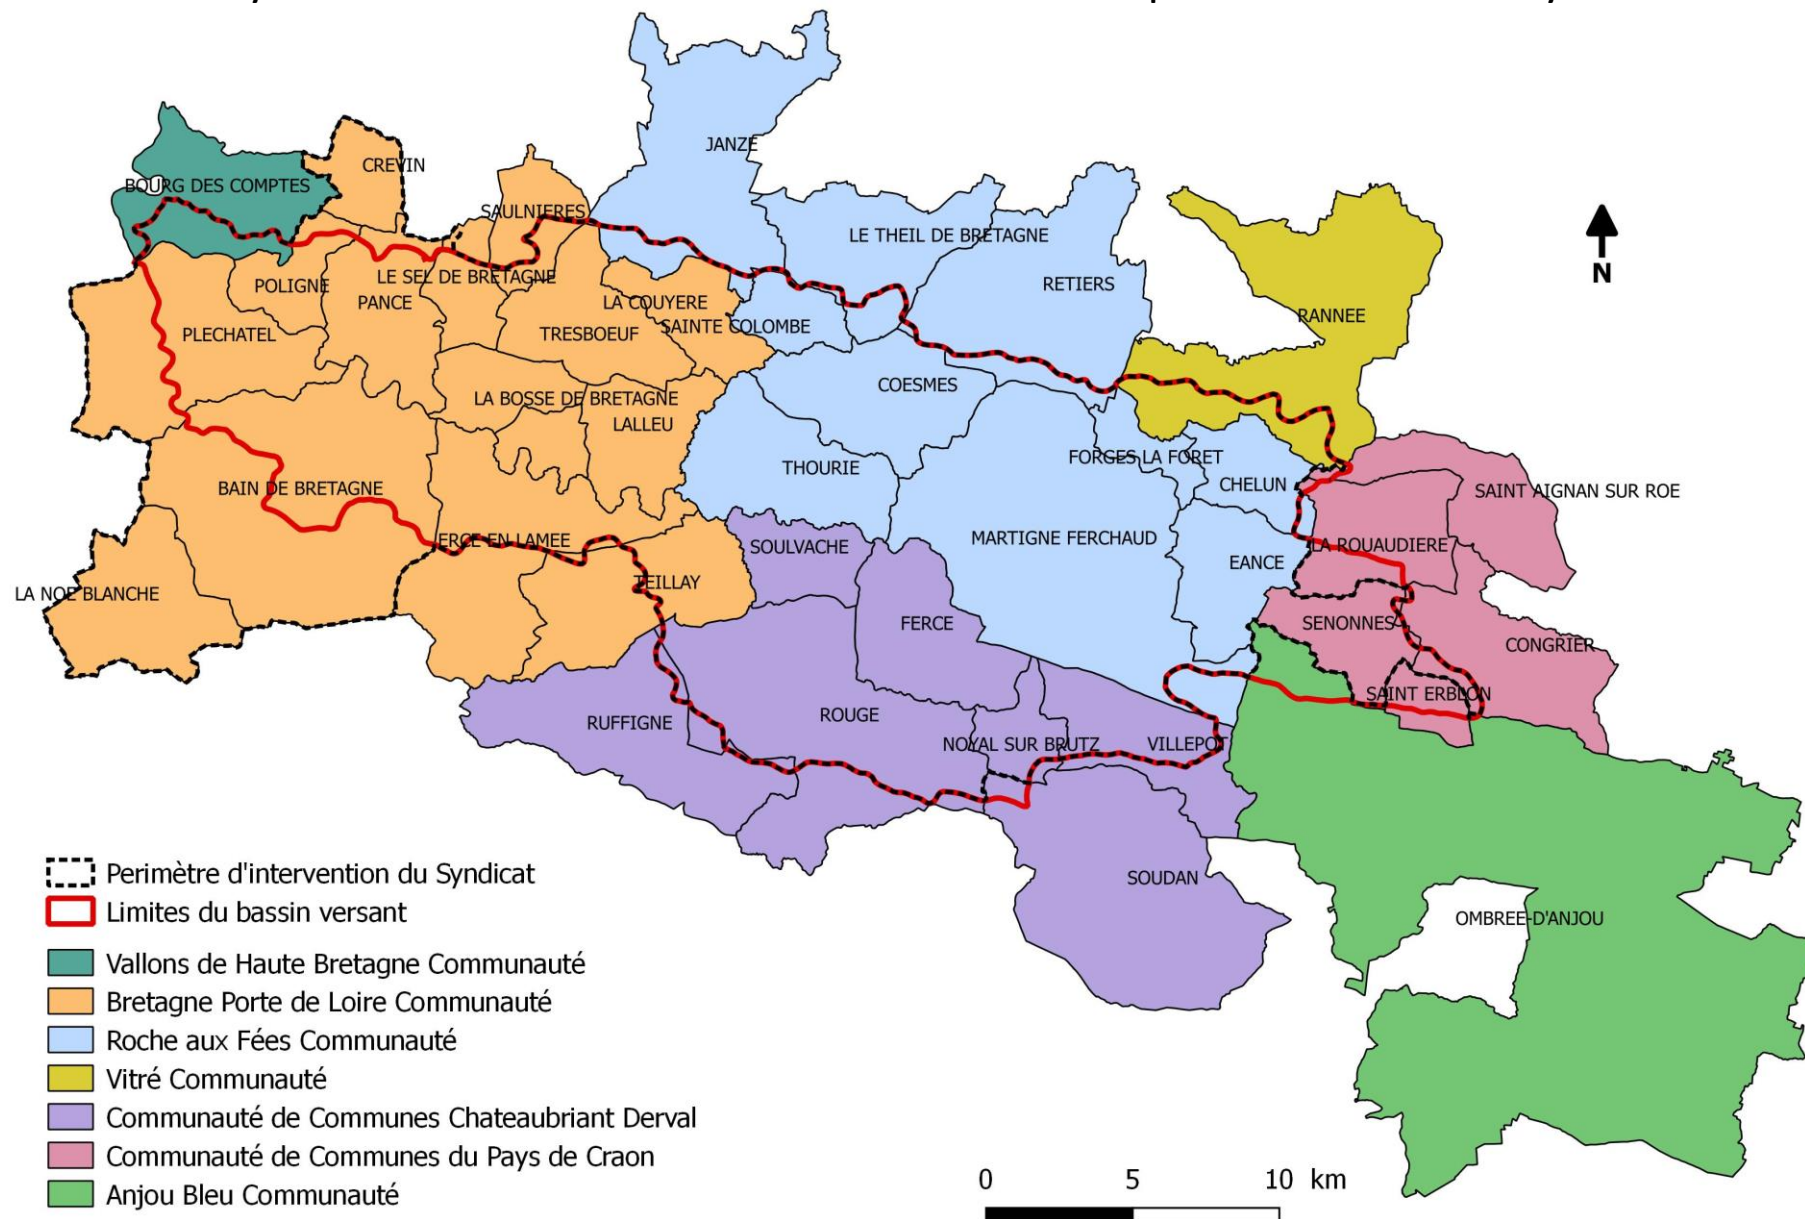 JANZE
CREVIN
BOURG DES COMPTES
SAULNIERES
LE THEIL DE BRETAGNE
N
LE SEL DE BRETAGNE
POLIGNE
RETIERS
PANCE
LA COUYERE
RANNEE
SAINTE COLOMBE
PLECHATEL
TRESBOEUF
COESMES
LA BOSSE DE BRETAGNE
LALLEU
FORGES LA FORET
THOURIE
CHELUN
BAIN DE BRETAGNE
SAINT AIGNAN SUR ROE
MARTIGNE FERCHAUD
ERCE EN LAMEE
SOULVACHE
LA ROUAUDIERE
EANCE
TEILLAY
LA NOE BLANCHE
FERCE
SENONNES
CONGRIER
SAINT ERBLON
ROUGE
RUFFIGNE
NOYAL SUR BRUTZ
VILLEPOT
SOUDAN
OMBREE-D'ANJOU
Perimètre d'intervention du Syndicat
Limites du bassin versant
Vallons de Haute Bretagne Communauté
Bretagne Porte de Loire Communauté
Roche aux Fées Communauté
Vitré Communauté
Communauté de Communes Chateaubriant Derval
Communauté de Communes du Pays de Craon
Anjou Bleu Communauté
0 5 10 km